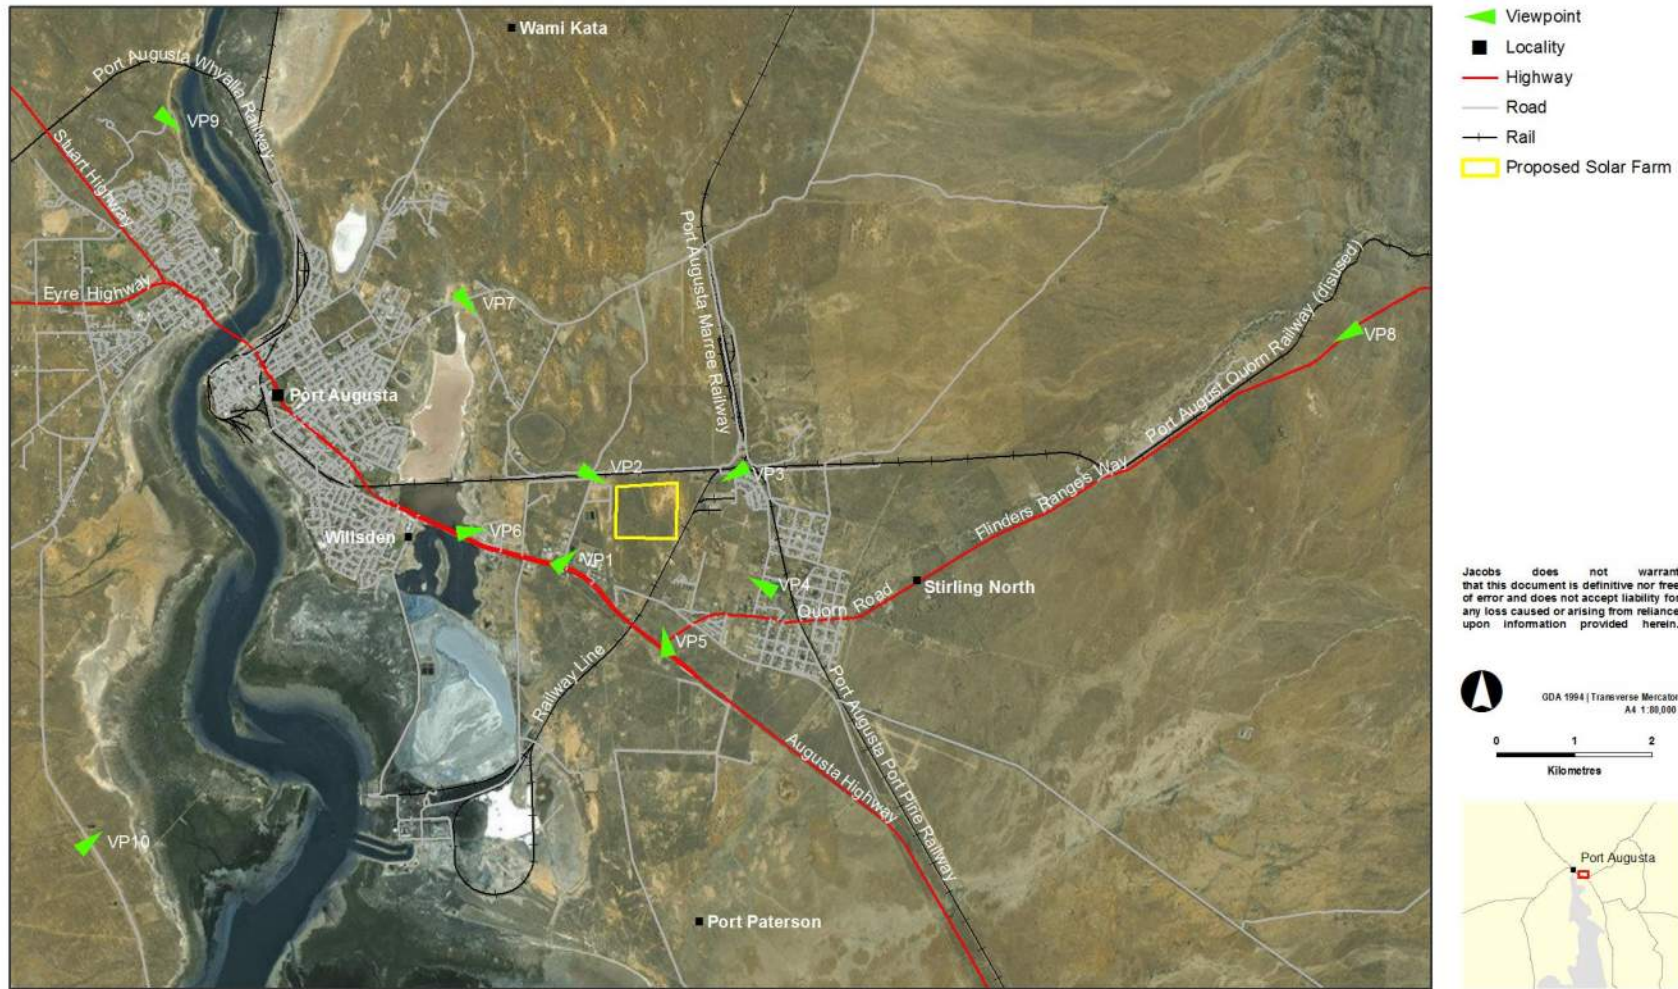 Wami Kata
Port Augusta Whyalla Railway
VP9
Stuart Highway
Eyre Highway
VP7
Port Augusta Marree Railway
Port August Quorn Railway (disused)
VP8
Port Augusta
VP2
VP3
Flinders Ranges Way
Willsden
VP6
VP1
VP4
Stirling North
Quorn Road
VP5
Railway Line
Port Augusta Port Pirie Railway
Augusta Highway
VP10
Port Paterson
Viewpoint
Locality
Highway
Road
Rail
Proposed Solar Farm
Jacobs does not warrant
that this document is definitive nor free
of error and does not accept liability for
any loss caused or arising from reliance
upon information provided herein.
GDA 1994 | Transverse Mercator
A4 1:80,000
0 1 2
Kilometres
Port Augusta